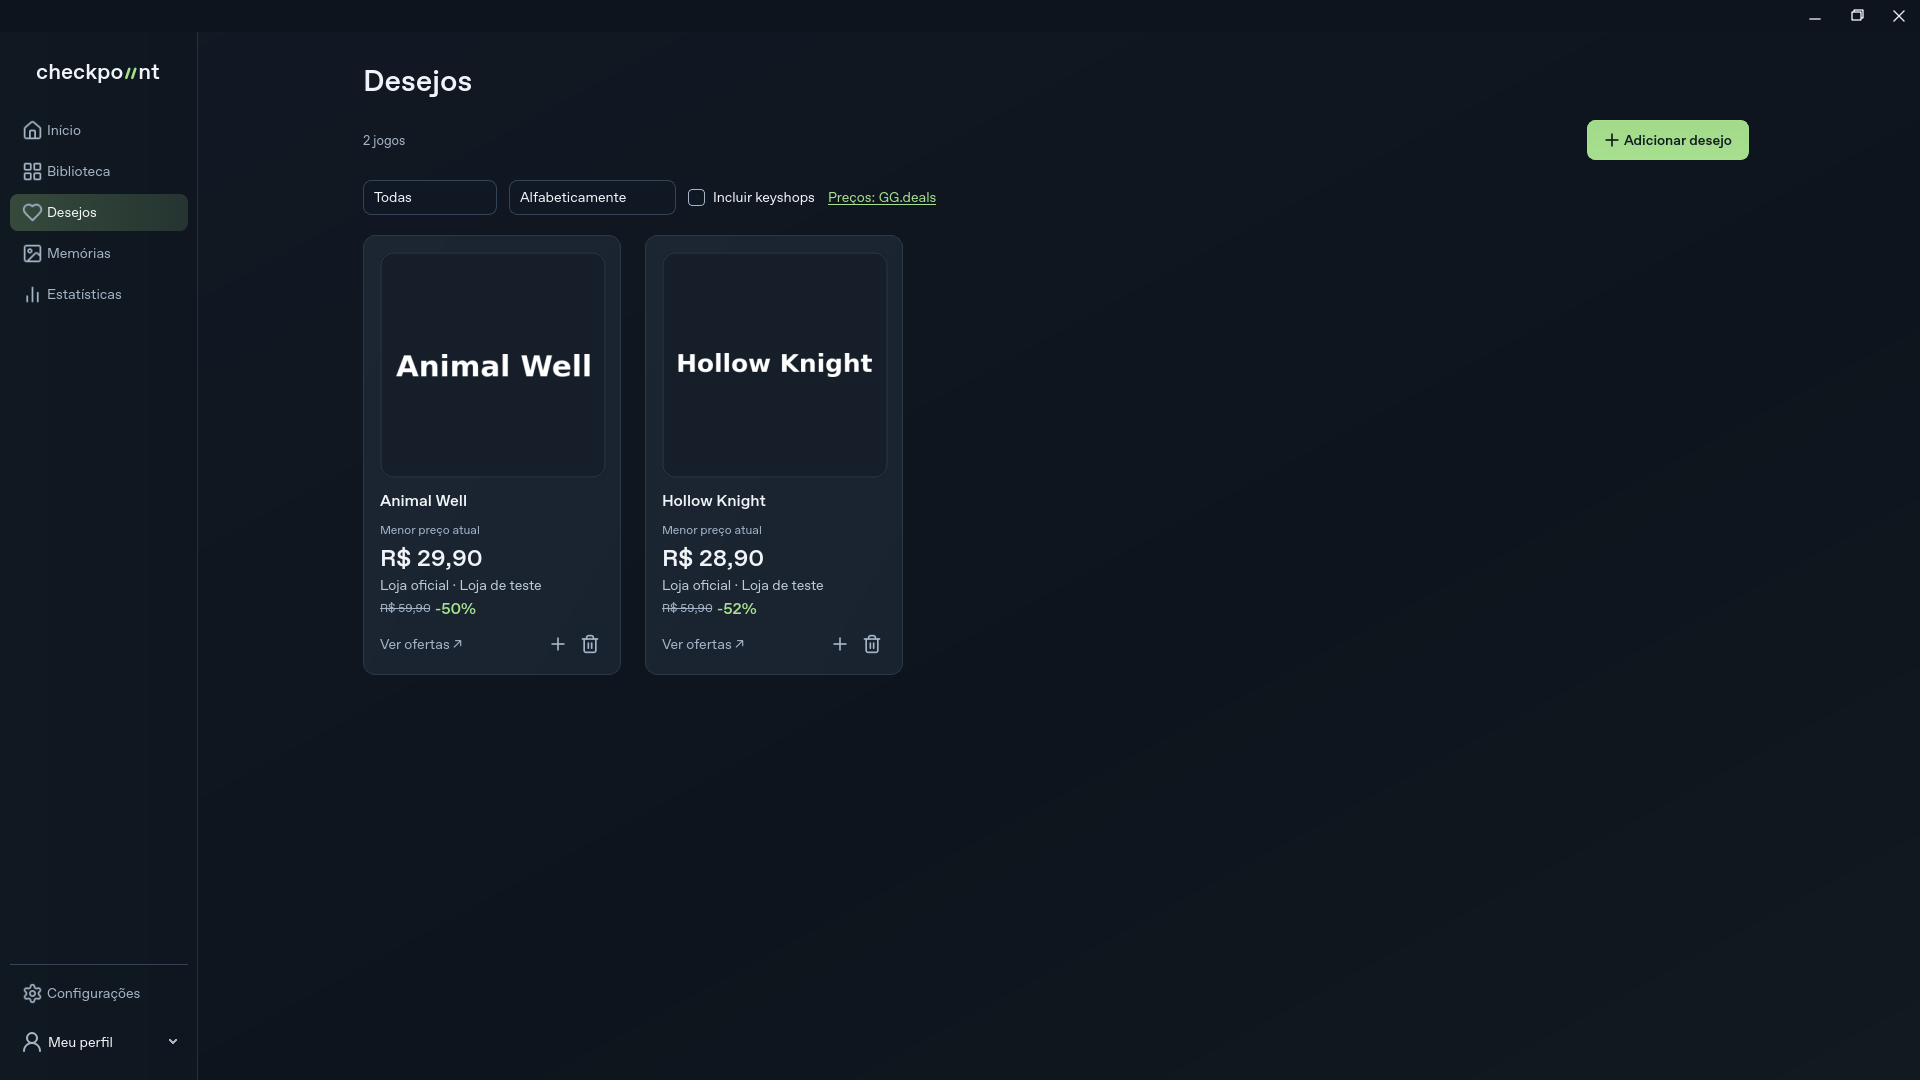 checkpo//nt
Início
Biblioteca
Desejos
Memórias
Estatísticas
Configurações
Meu perfil
Desejos
2 jogos
Adicionar desejo
Todas
Alfabeticamente
Incluir keyshops
Preços: GG.deals
Animal Well
Animal Well
Menor preço atual
R$ 29,90
Loja oficial · Loja de teste
R$ 59,90 -50%
Ver ofertas ↗
Hollow Knight
Hollow Knight
Menor preço atual
R$ 28,90
Loja oficial · Loja de teste
R$ 59,90 -52%
Ver ofertas ↗